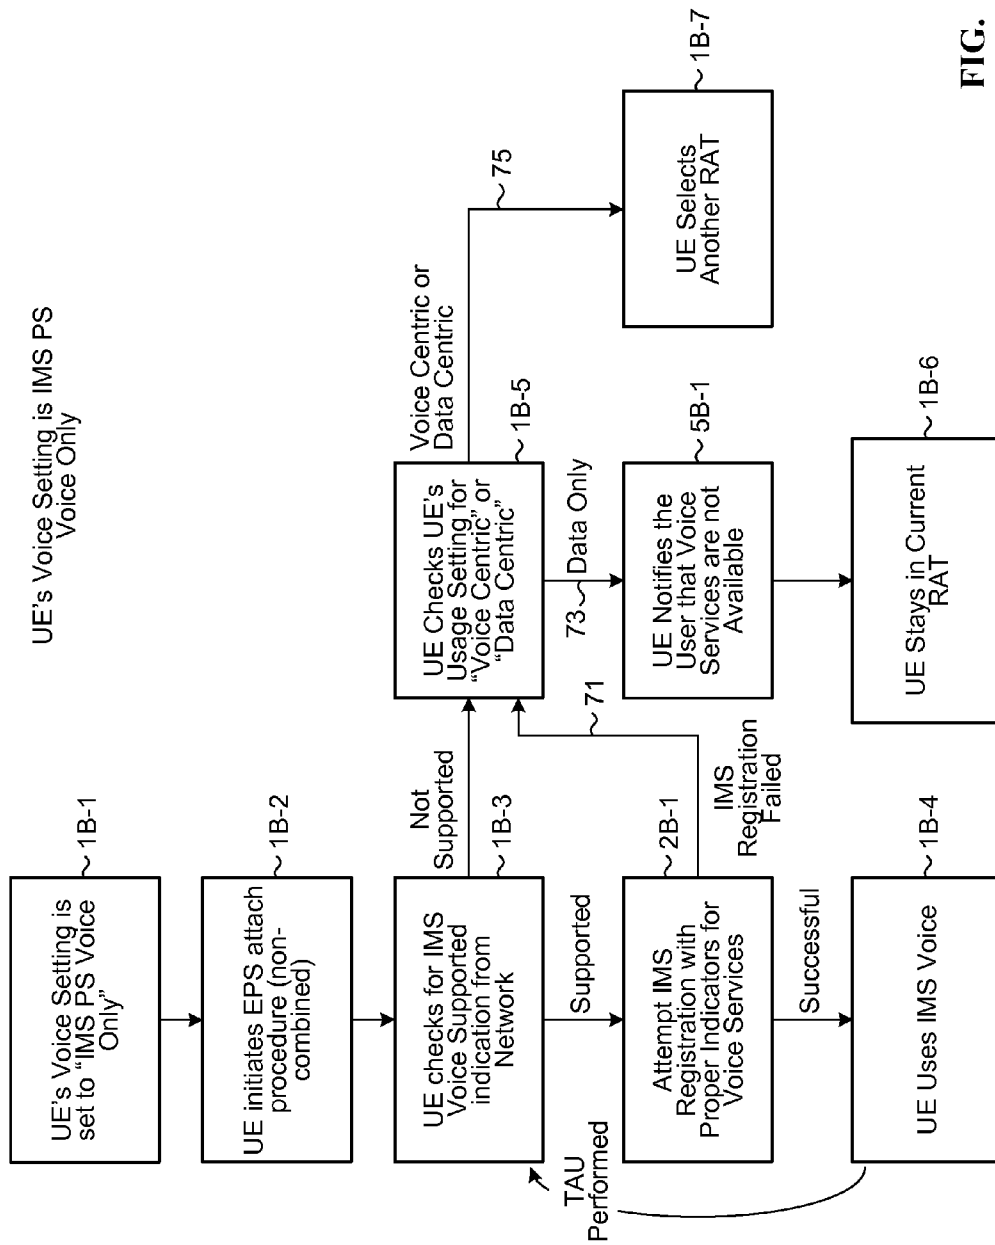 UE's Voice Setting is IMS PS
Voice Only
UE's Voice Setting is
set to "IMS PS Voice
Only"
1B-1
UE initiates EPS attach
procedure (non-
combined)
1B-2
UE checks for IMS
Voice Supported
indication from
Network
1B-3
Not
Supported
UE Checks UE's
Usage Setting for
"Voice Centric" or
"Data Centric"
1B-5
Voice Centric or
Data Centric
75
Supported
TAU
Performed
Attempt IMS
Registration with
Proper Indicators for
Voice Services
2B-1
IMS
Registration
Failed
71
73
Data Only
UE Notifies the
User that Voice
Services are not
Available
5B-1
UE Selects
Another RAT
1B-7
Successful
UE Uses IMS Voice
1B-4
UE Stays in Current
RAT
1B-6
FIG.